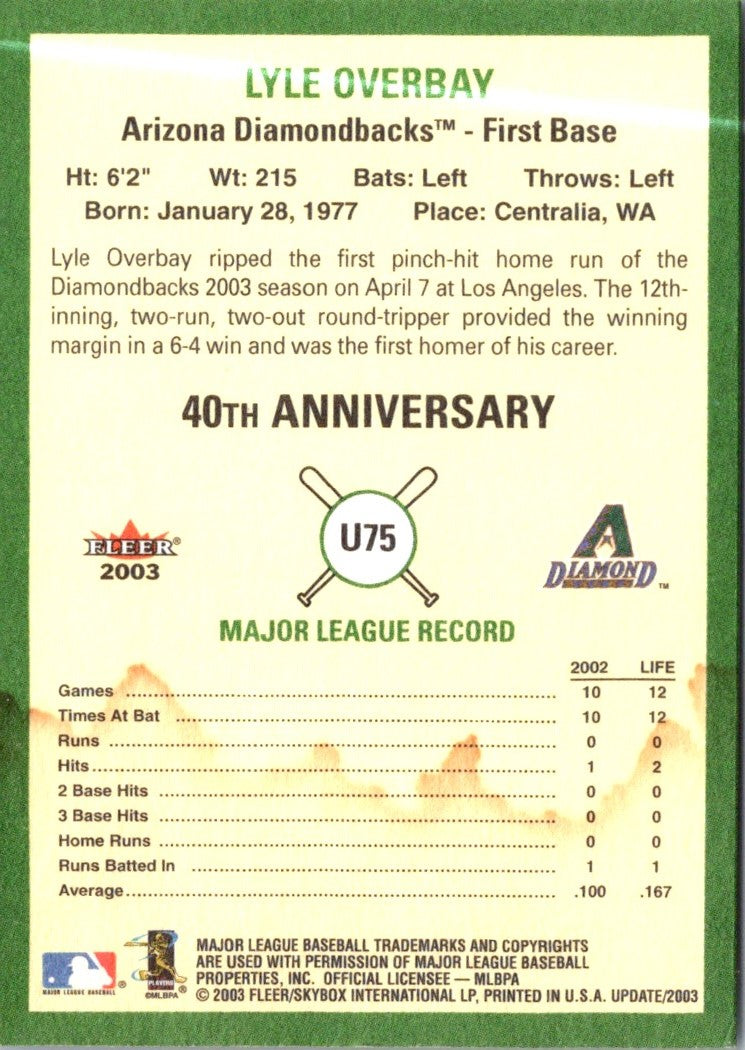 LYLE OVERBAY
Arizona Diamondbacks™ - First Base
Ht: 6'2" Wt: 215 Bats: Left Throws: Left
Born: January 28, 1977 Place: Centralia, WA
Lyle Overbay ripped the first pinch-hit home run of the
Diamondbacks 2003 season on April 7 at Los Angeles. The 12th-
inning, two-run, two-out round-tripper provided the winning
margin in a 6-4 win and was the first homer of his career.
40TH ANNIVERSARY
U75
FLEER®
2003
A
DIAMOND™
MAJOR LEAGUE RECORD
2002 LIFE
Games 10 12
Times At Bat 10 12
Runs 0 0
Hits 1 2
2 Base Hits 0 0
3 Base Hits 0 0
Home Runs 0 0
Runs Batted In 1 1
Average .100 .167
MAJOR LEAGUE BASEBALL®
PLAYERS
©MLBPA®
MAJOR LEAGUE BASEBALL TRADEMARKS AND COPYRIGHTS
ARE USED WITH PERMISSION OF MAJOR LEAGUE BASEBALL
PROPERTIES, INC. OFFICIAL LICENSEE — MLBPA
© 2003 FLEER/SKYBOX INTERNATIONAL LP, PRINTED IN U.S.A. UPDATE/2003